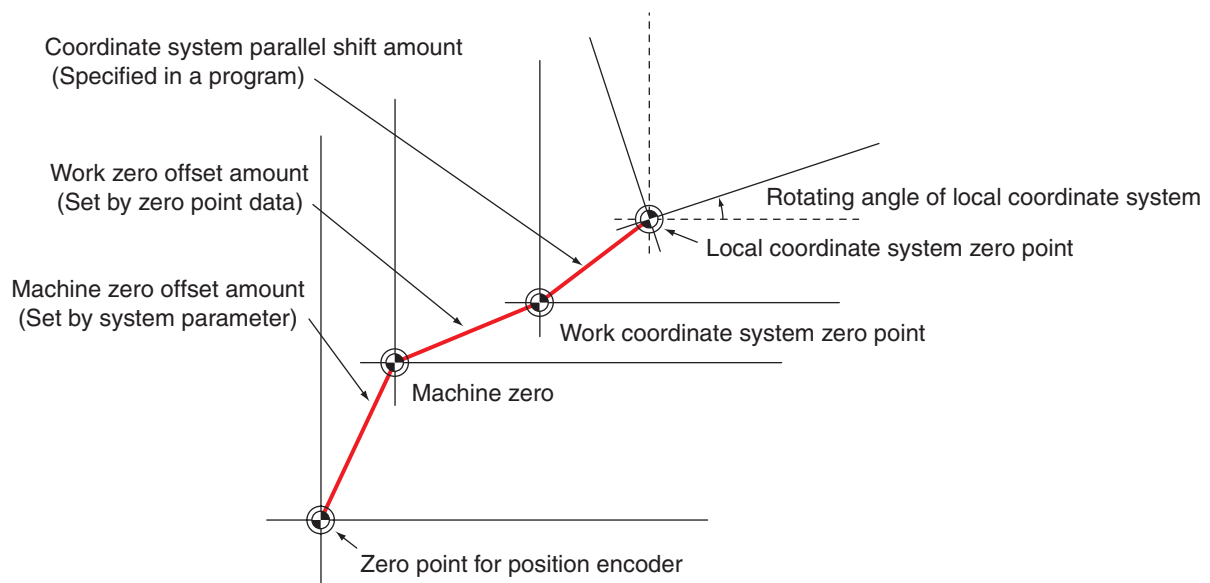 Coordinate system parallel shift amount
(Specified in a program)
Work zero offset amount
(Set by zero point data)
Rotating angle of local coordinate system
Local coordinate system zero point
Machine zero offset amount
(Set by system parameter)
Work coordinate system zero point
Machine zero
Zero point for position encoder